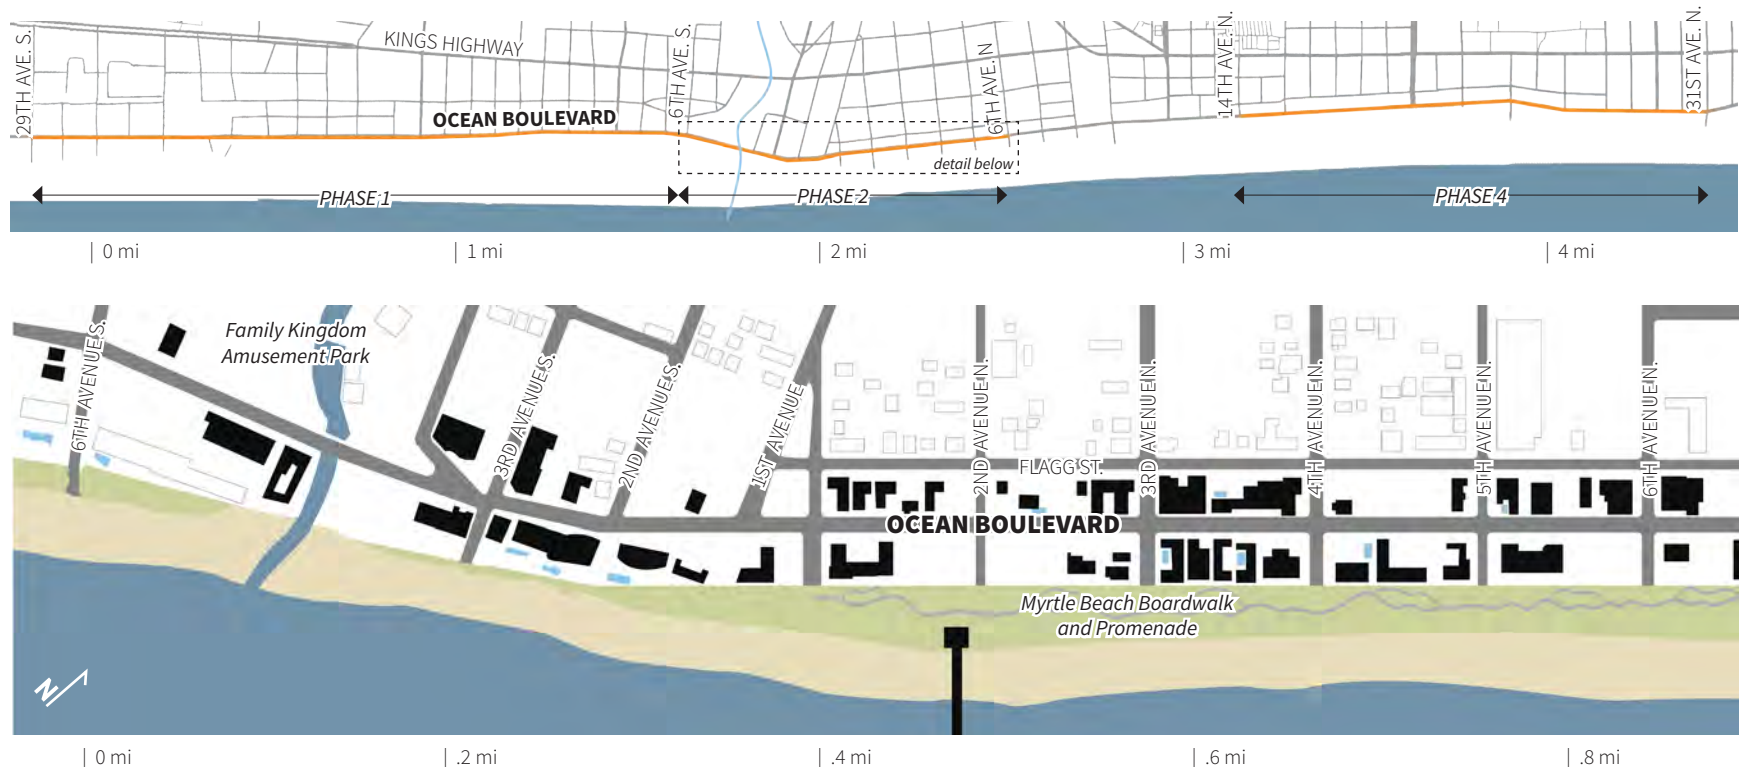 29TH AVE. S.
KINGS HIGHWAY
OCEAN BOULEVARD
6TH AVE. S.
6TH AVE. N
14TH AVE. N.
31ST AVE. N.
detail below
PHASE 1
PHASE 2
PHASE 4
0 mi
1 mi
2 mi
3 mi
4 mi
Family Kingdom
Amusement Park
6TH AVENUE S.
3RD AVENUE S.
2ND AVENUE S.
1ST AVENUE
2ND AVENUE N.
FLAGG ST.
3RD AVENUE N.
4TH AVENUE N.
5TH AVENUE N.
6TH AVENUE N.
OCEAN BOULEVARD
Myrtle Beach Boardwalk
and Promenade
N
0 mi
.2 mi
.4 mi
.6 mi
.8 mi